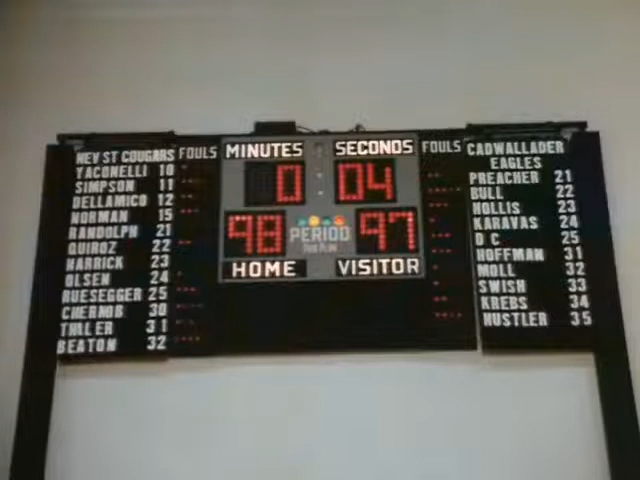 NEV ST COUGARS
YACONELLI 10
SIMPSON 11
DELLAMICO 12
NORMAN 15
RANDOLPH 21
QUIROZ 22
HARRICK 23
OLSEN 24
RUESEGGER 25
CHERNOB 30
31
BEATON 32
FOULS
MINUTES SECONDS
0 04
98 97
PERIOD
HOME VISITOR
FOULS
CADWALLADER
EAGLES
PREACHER 21
BULL 22
HOLLIS 23
KARAVAS 24
D C 25
HOFFMAN 31
MOLL 32
SWISH 33
KREBS 34
HUSTLER 35